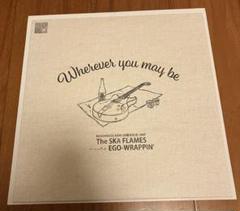 Wherever you may be
The SKA FLAMES
EGO-WRAPPIN'